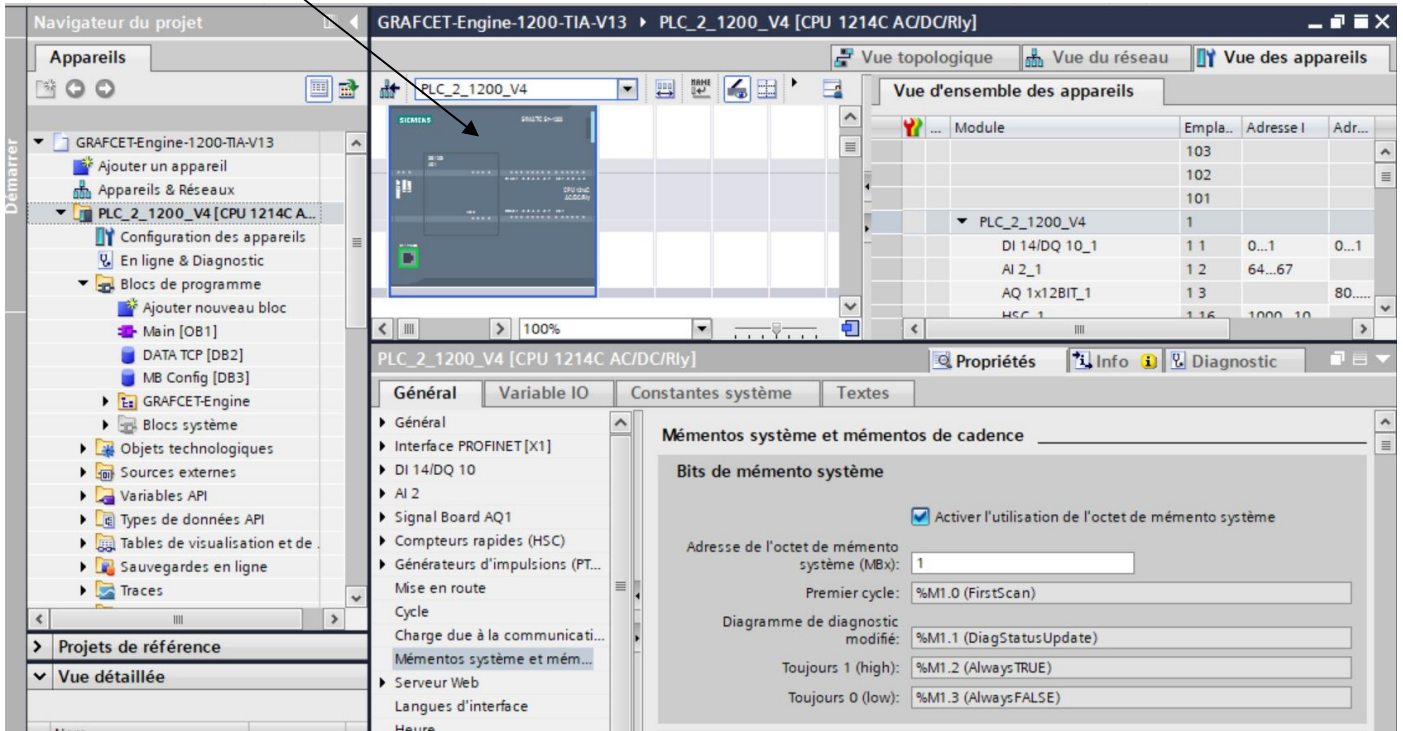 Navigateur du projet
GRAFCET-Engine-1200-TIA-V13 ▸ PLC_2_1200_V4 [CPU 1214C AC/DC/Rly]
Appareils
Vue topologique
Vue du réseau
Vue des appareils
PLC_2_1200_V4
Vue d'ensemble des appareils
Démarrer
GRAFCET-Engine-1200-TIA-V13
Ajouter un appareil
Appareils & Réseaux
PLC_2_1200_V4 [CPU 1214C A...
Configuration des appareils
En ligne & Diagnostic
Blocs de programme
Ajouter nouveau bloc
Main [OB1]
DATA TCP [DB2]
MB Config [DB3]
GRAFCET-Engine
Blocs système
Objets technologiques
Sources externes
Variables API
Types de données API
Tables de visualisation et de .
Sauvegardes en ligne
Traces
Projets de référence
Vue détaillée
SIEMENS
100%
... Module Empla.. Adresse I Adr...
103
102
101
PLC_2_1200_V4 1
DI 14/DQ 10_1 1 1 0...1 0...1
AI 2_1 1 2 64...67
AQ 1x12BIT_1 1 3 80.....
HSC_1 1 16 1000...10
PLC_2_1200_V4 [CPU 1214C AC/DC/Rly]
Propriétés
Info
Diagnostic
Général
Variable IO
Constantes système
Textes
Général
Interface PROFINET [X1]
DI 14/DQ 10
AI 2
Signal Board AQ1
Compteurs rapides (HSC)
Générateurs d'impulsions (PT...
Mise en route
Cycle
Charge due à la communicati...
Mémentos système et mém...
Serveur Web
Langues d'interface
Heure
Mémentos système et mémentos de cadence
Bits de mémento système
Activer l'utilisation de l'octet de mémento système
Adresse de l'octet de mémento
système (MBx): 1
Premier cycle: %M1.0 (FirstScan)
Diagramme de diagnostic
modifié: %M1.1 (DiagStatusUpdate)
Toujours 1 (high): %M1.2 (AlwaysTRUE)
Toujours 0 (low): %M1.3 (AlwaysFALSE)